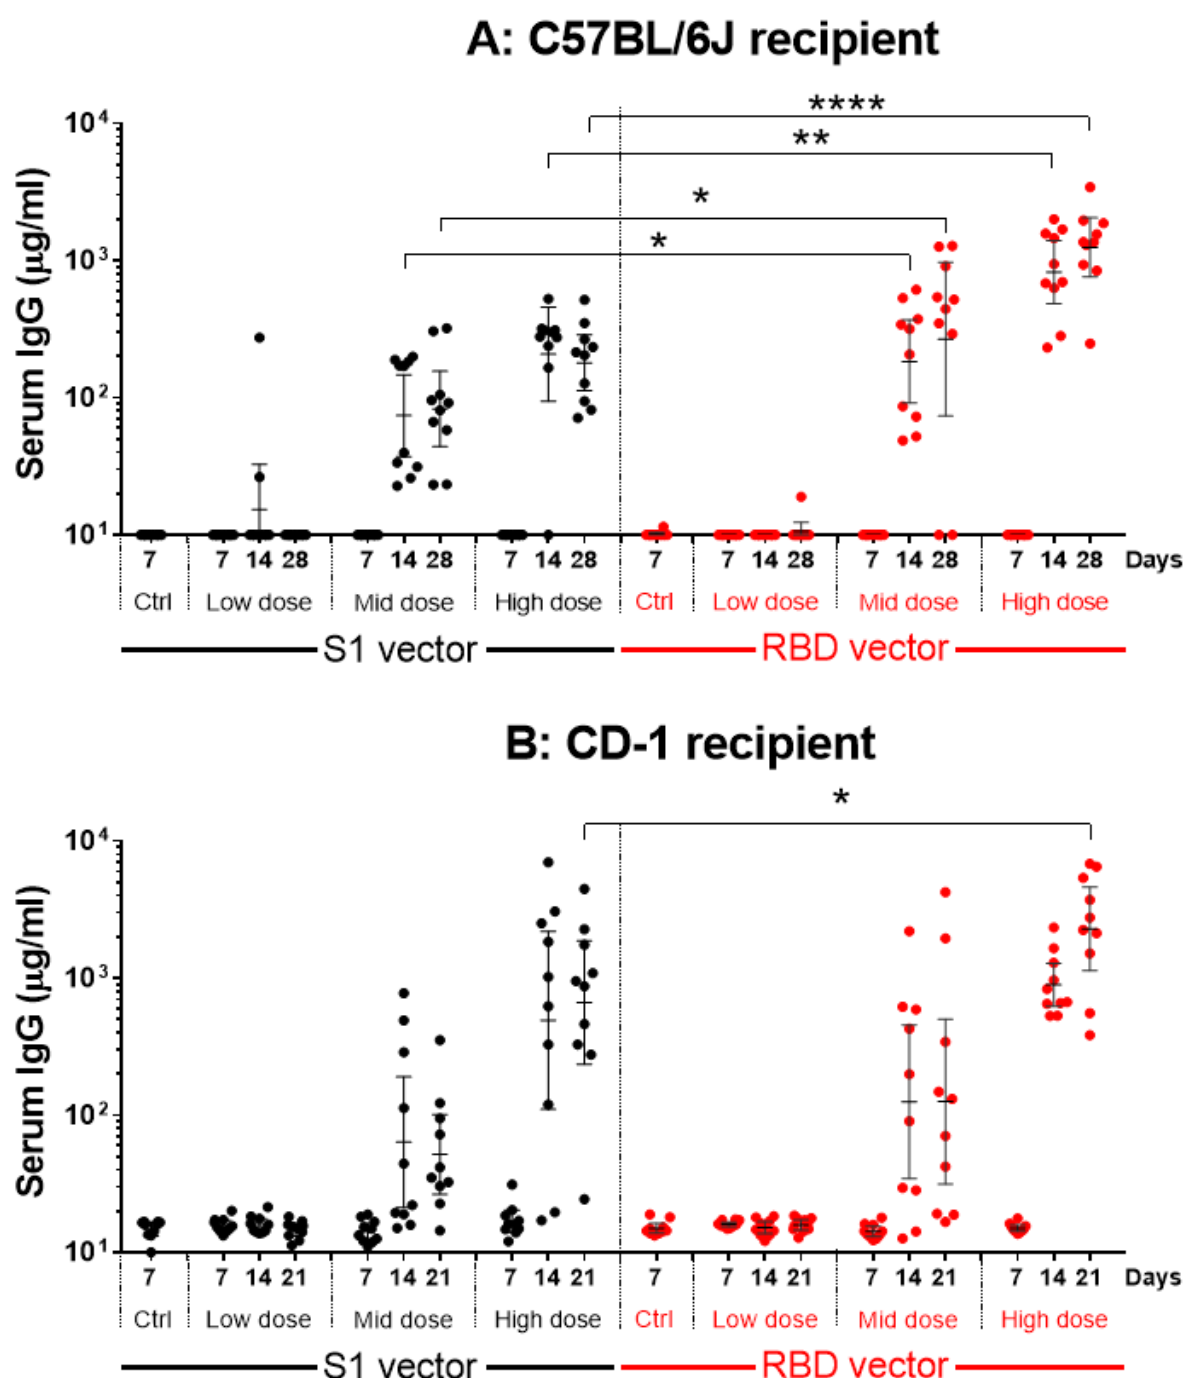 A: C57BL/6J recipient
****
**
*
*
Serum IgG (µg/ml)
10⁴
10³
10²
10¹
7 7 14 28 7 14 28 7 14 28 7 7 14 28 7 14 28 7 14 28 Days
Ctrl Low dose Mid dose High dose Ctrl Low dose Mid dose High dose
S1 vector RBD vector
B: CD-1 recipient
*
Serum IgG (µg/ml)
10⁴
10³
10²
10¹
7 7 14 21 7 14 21 7 14 21 7 7 14 21 7 14 21 7 14 21 Days
Ctrl Low dose Mid dose High dose Ctrl Low dose Mid dose High dose
S1 vector RBD vector